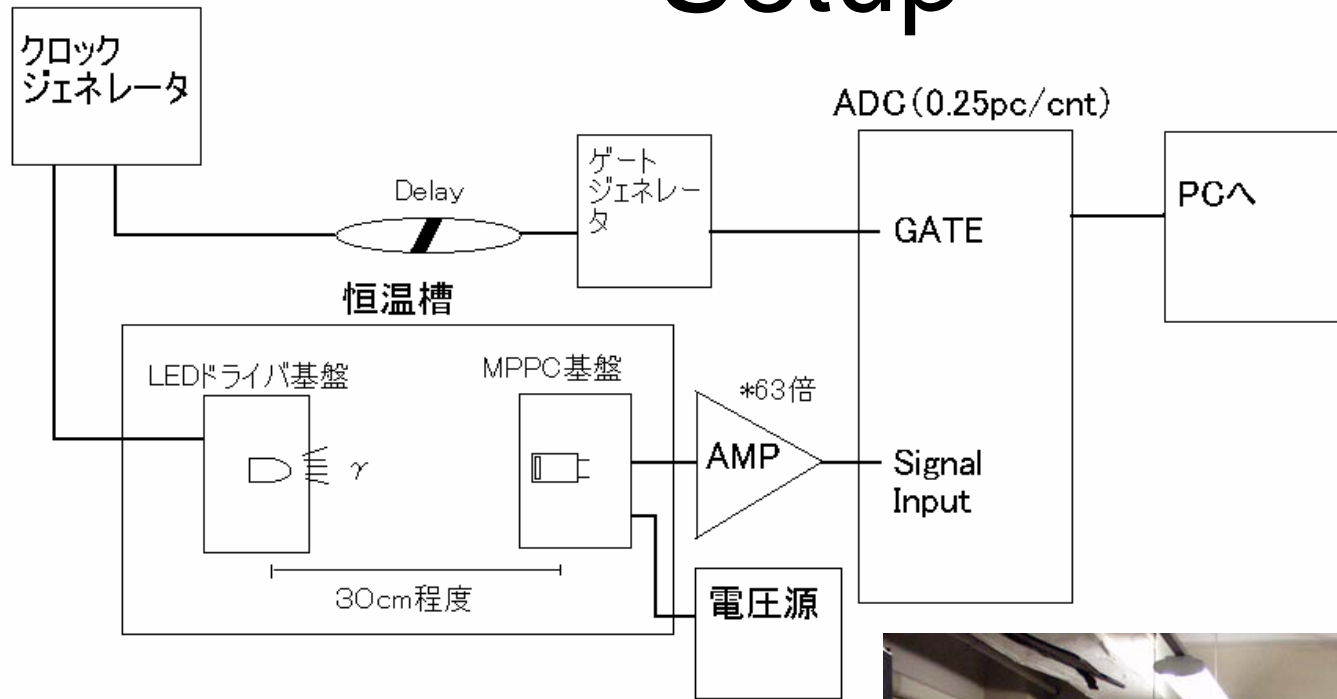 Setup
クロック
ジェネレータ
ADC(0.25pc/cnt)
Delay
ゲート
ジェネレー
タ
GATE
PCへ
恒温槽
LEDドライバ基盤
MPPC基盤
*63倍
γ
AMP
Signal
Input
30cm程度
電圧源